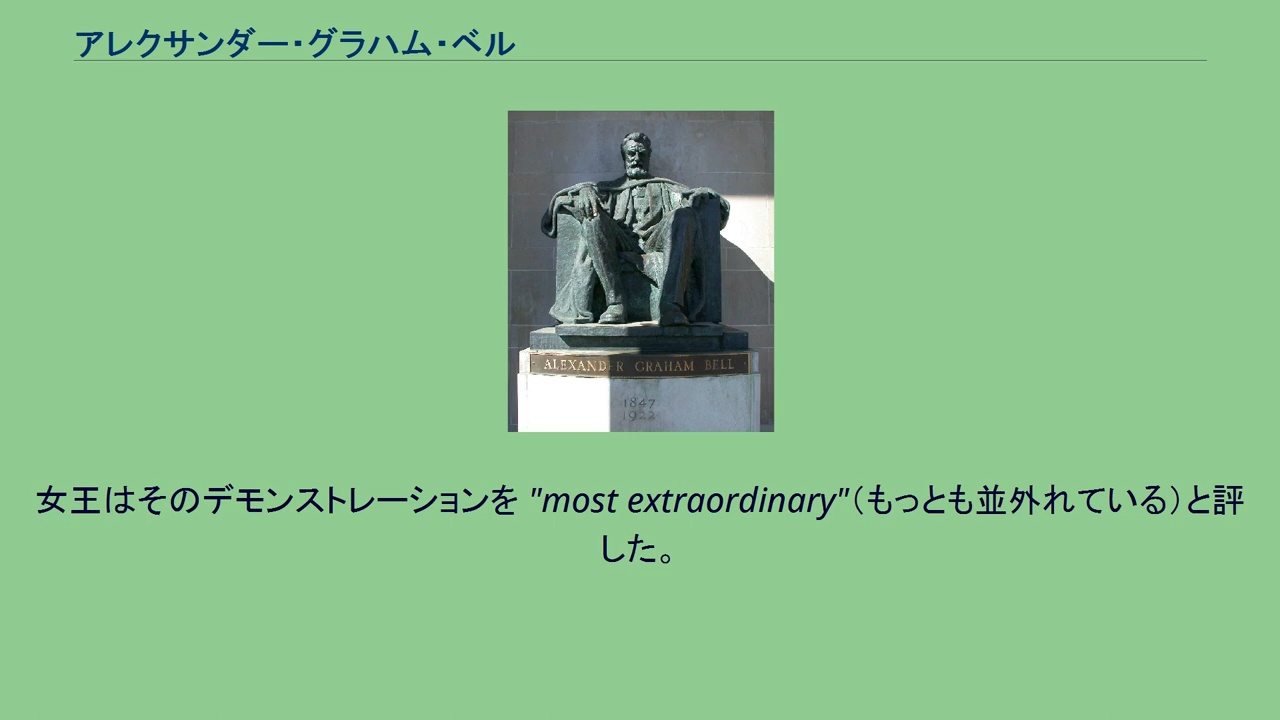 アレクサンダー・グラハム・ベル
ALEXANDER GRAHAM BELL
1847
1922
女王はそのデモンストレーションを "most extraordinary"（もっとも並外れている）と評
した。